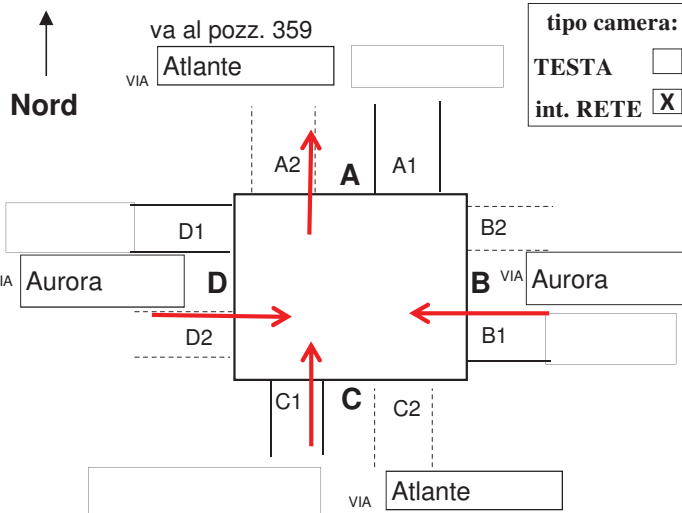 va al pozz. 359
VIA Atlante
Nord
tipo camera:
TESTA
int. RETE X
A2 A A1
D1 B2
VIA Aurora D B VIA Aurora
D2 B1
C1 C C2
VIA Atlante